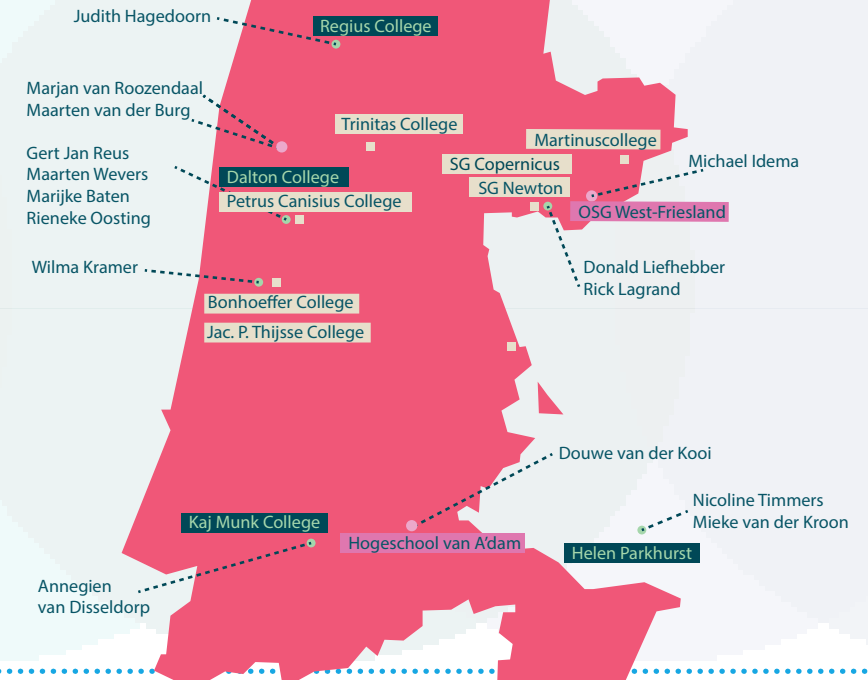 Judith Hagedoorn
Regius College
Marjan van Roozendaal
Maarten van der Burg
Trinitas College
Martinuscollege
Gert Jan Reus
Maarten Wevers
Marijke Baten
Rieneke Oosting
SG Copernicus
Michael Idema
Dalton College
SG Newton
Petrus Canisius College
OSG West-Friesland
Wilma Kramer
Donald Liefhebber
Rick Lagrand
Bonhoeffer College
Jac. P. Thijsse College
Douwe van der Kooi
Nicoline Timmers
Mieke van der Kroon
Kaj Munk College
Hogeschool van A'dam
Helen Parkhurst
Annegien
van Disseldorp